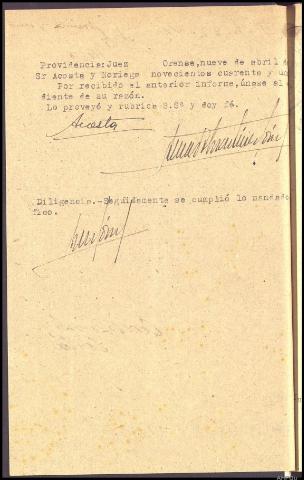 Providencia:Juez Orense,nueve de abril de
Sr Acosta y Noriega novecientos cuarenta y un
Por recibido el anterior informe,únase al
diente de su razón.
Lo proveyó y rubrica S.Sª y doy fé.
Acosta
Diligencia.-Seguidamente se cumplió lo mandado
fico.